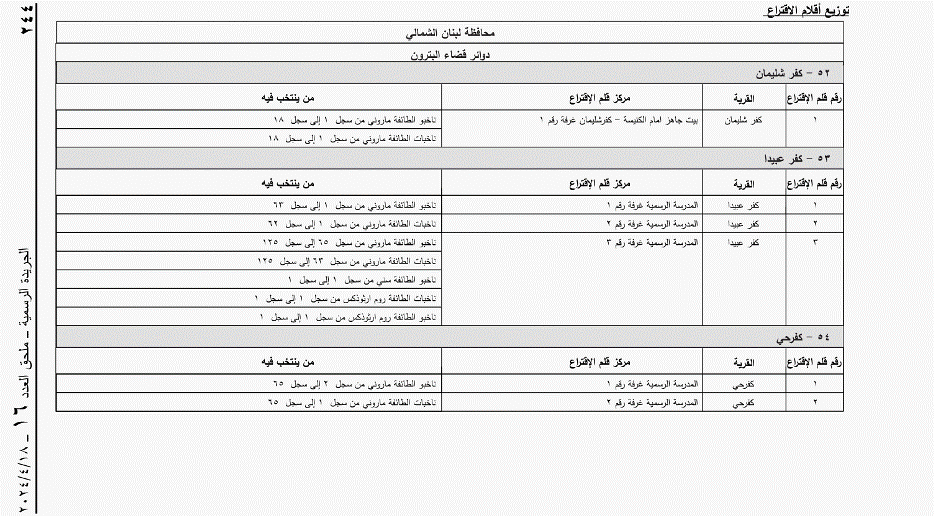 توزيع أقلام الاقتراع
محافظة لبنان الشمالي
دوائر قضاء البترون
٥٢ - كفر شليمان
رقم قلم الإقتراع القرية مركز قلم الإقتراع من ينتخب فيه
١ كفر شليمان بيت جاهز امام الكنيسة - كفرشليمان غرفة رقم ١ ناخبو الطائفة ماروني من سجل ١ إلى سجل ١٨
ناخبات الطائفة ماروني من سجل ١ إلى سجل ١٨
٥٣ - كفر عبيدا
رقم قلم الإقتراع القرية مركز قلم الإقتراع من ينتخب فيه
١ كفر عبيدا المدرسة الرسمية غرفة رقم ١ ناخبو الطائفة ماروني من سجل ١ إلى سجل ٦٣
٢ كفر عبيدا المدرسة الرسمية غرفة رقم ٢ ناخبات الطائفة ماروني من سجل ١ إلى سجل ٦٢
٣ كفر عبيدا المدرسة الرسمية غرفة رقم ٣ ناخبو الطائفة ماروني من سجل ٦٥ إلى سجل ١٢٥
ناخبات الطائفة ماروني من سجل ٦٣ إلى سجل ١٢٥
ناخبو الطائفة سني من سجل ١ إلى سجل ١
ناخبات الطائفة روم ارثوذكس من سجل ١ إلى سجل ١
ناخبو الطائفة روم ارثوذكس من سجل ١ إلى سجل ١
٥٤ - كفرحي
رقم قلم الإقتراع القرية مركز قلم الإقتراع من ينتخب فيه
١ كفرحي المدرسة الرسمية غرفة رقم ١ ناخبو الطائفة ماروني من سجل ٢ إلى سجل ٦٥
٢ كفرحي المدرسة الرسمية غرفة رقم ٢ ناخبات الطائفة ماروني من سجل ١ إلى سجل ٦٥
٢٤٤
الجريدة الرسمية – ملحق العدد ١٦ – ٢٠٢٤/٤/١٨